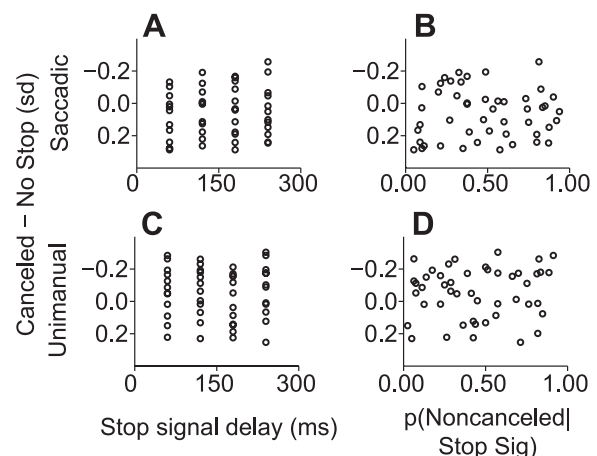 A
B
−0.2
0.0
0.2
−0.2
0.0
0.2
0
150
300
0.00
0.50
1.00
Canceled − No Stop (sd)
Saccadic
Unimanual
C
D
−0.2
0.0
0.2
−0.2
0.0
0.2
0
150
300
0.00
0.50
1.00
Stop signal delay (ms)
p(Noncanceled|
Stop Sig)